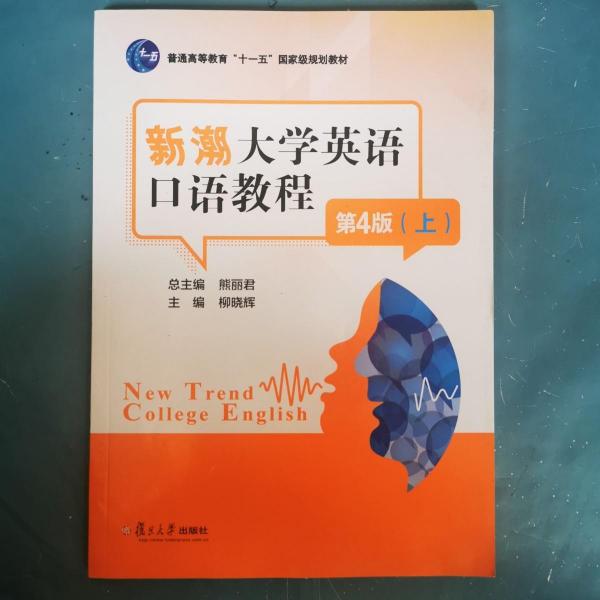 十一五
普通高等教育“十一五”国家级规划教材
新潮大学英语
口语教程
第4版（上）
总主编 熊丽君
主 编 柳晓辉
New Trend
College English
復旦大學出版社